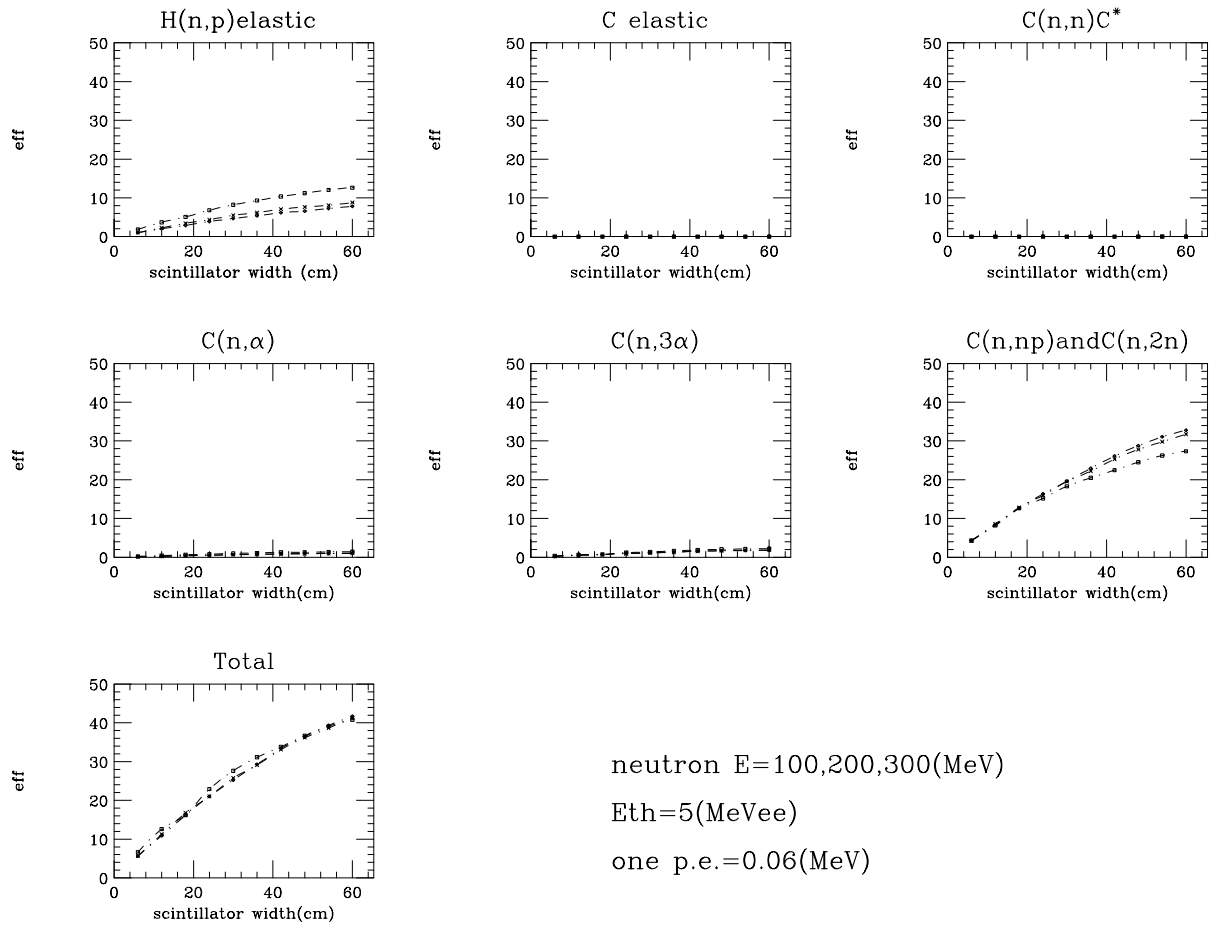 H(n,p)elastic
50
40
30
20
10
0
eff
0 20 40 60
scintillator width (cm)
C elastic
50
40
30
20
10
0
eff
0 20 40 60
scintillator width(cm)
C(n,n)C*
50
40
30
20
10
0
eff
0 20 40 60
scintillator width(cm)
C(n,α)
50
40
30
20
10
0
eff
0 20 40 60
scintillator width(cm)
C(n,3α)
50
40
30
20
10
0
eff
0 20 40 60
scintillator width(cm)
C(n,np)andC(n,2n)
50
40
30
20
10
0
eff
0 20 40 60
scintillator width(cm)
Total
50
40
30
20
10
0
eff
0 20 40 60
scintillator width(cm)
neutron E=100,200,300(MeV)
Eth=5(MeVee)
one p.e.=0.06(MeV)